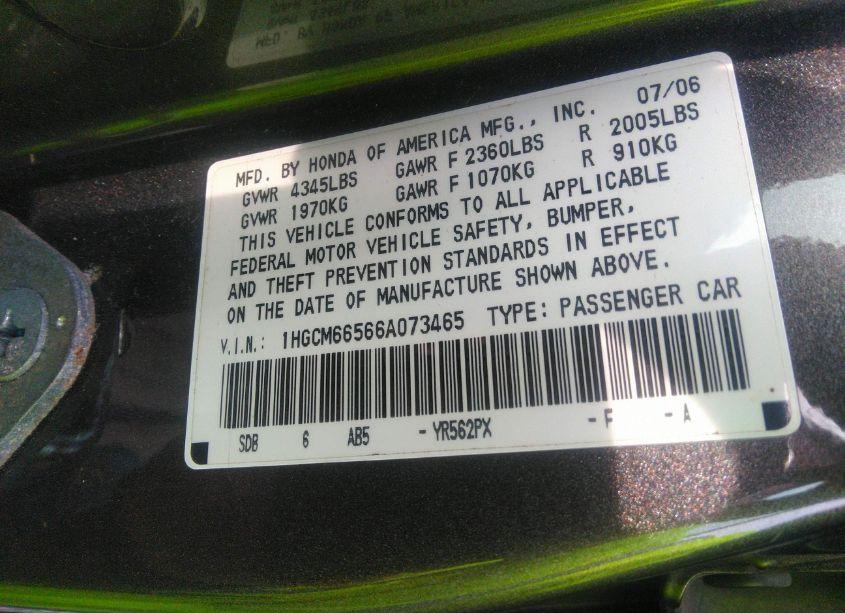 MFD. BY HONDA OF AMERICA MFG., INC. 07/06
GVWR 4345LBS GAWR F 2360LBS R 2005LBS
GVWR 1970KG GAWR F 1070KG R 910KG
THIS VEHICLE CONFORMS TO ALL APPLICABLE
FEDERAL MOTOR VEHICLE SAFETY, BUMPER,
AND THEFT PREVENTION STANDARDS IN EFFECT
ON THE DATE OF MANUFACTURE SHOWN ABOVE.
V.I.N.: 1HGCM66566A073465 TYPE: PASSENGER CAR
SDB 6 AB5 -YR562PX -F -A